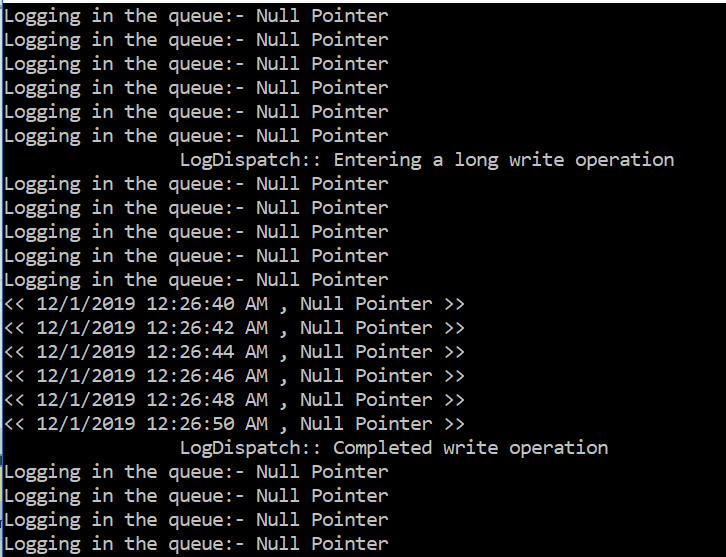 Logging in the queue:- Null Pointer
Logging in the queue:- Null Pointer
Logging in the queue:- Null Pointer
Logging in the queue:- Null Pointer
Logging in the queue:- Null Pointer
Logging in the queue:- Null Pointer
LogDispatch:: Entering a long write operation
Logging in the queue:- Null Pointer
Logging in the queue:- Null Pointer
Logging in the queue:- Null Pointer
Logging in the queue:- Null Pointer
Logging in the queue:- Null Pointer
<< 12/1/2019 12:26:40 AM , Null Pointer >>
<< 12/1/2019 12:26:42 AM , Null Pointer >>
<< 12/1/2019 12:26:44 AM , Null Pointer >>
<< 12/1/2019 12:26:46 AM , Null Pointer >>
<< 12/1/2019 12:26:48 AM , Null Pointer >>
<< 12/1/2019 12:26:50 AM , Null Pointer >>
LogDispatch:: Completed write operation
Logging in the queue:- Null Pointer
Logging in the queue:- Null Pointer
Logging in the queue:- Null Pointer
Logging in the queue:- Null Pointer